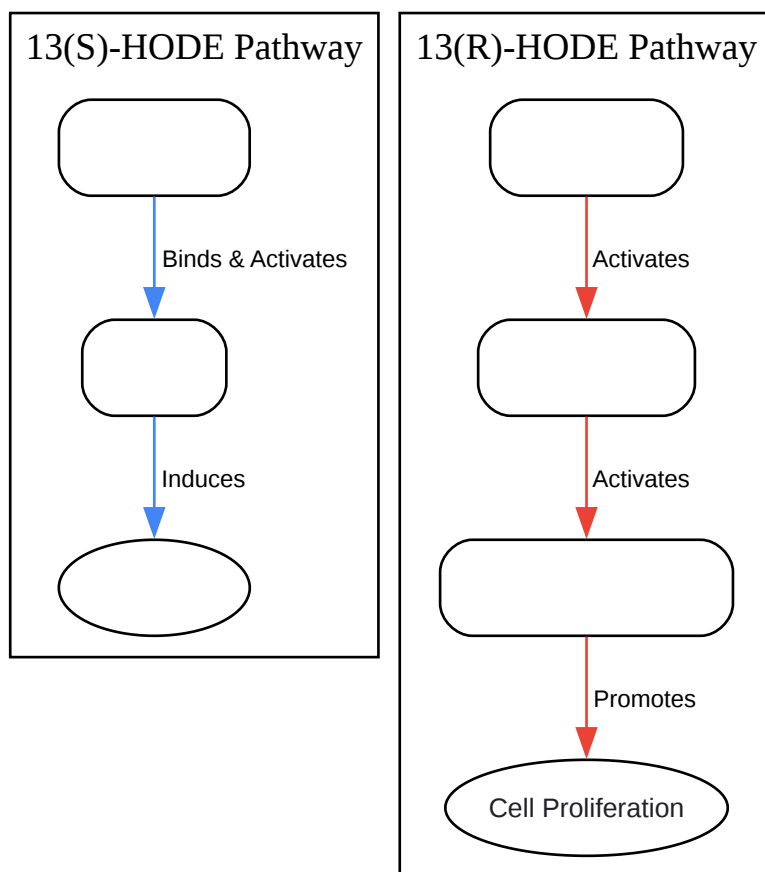 13(S)-HODE Pathway
Binds & Activates
Induces
13(R)-HODE Pathway
Activates
Activates
Promotes
Cell Proliferation